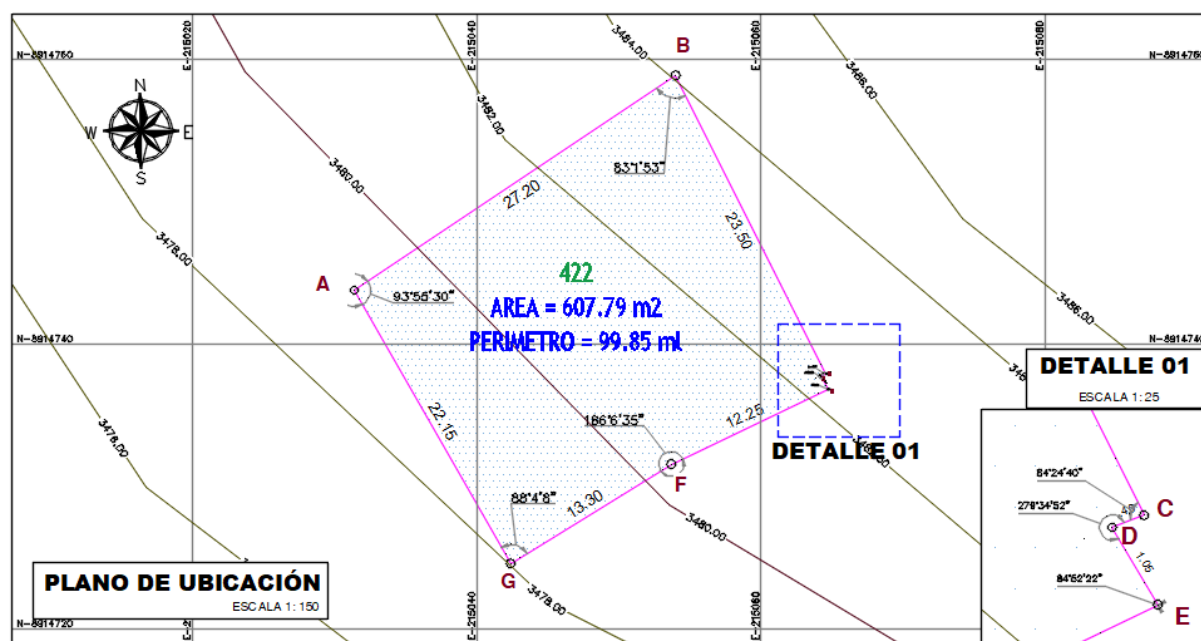 N-8914760
E-215020
E-215040
E-215060
E-215080
N-8914760
3484.00
B
3486.00
N
W
E
S
3482.00
83°1'53"
3480.00
27.20
23.50
3478.00
422
A
93°55'30"
AREA = 607.79 m2
PERIMETRO = 99.85 ml
3486.00
N-8914740
N-8914740
DETALLE 01
ESCALA 1:25
22.15
186°6'35"
12.25
3476.00
DETALLE 01
F
88°4'8"
13.30
3480.00
84°24'40"
279°34'52"
C
D
1.05
84°52'22"
E
PLANO DE UBICACIÓN
ESCALA 1:150
G
3478.00
N-8914720
E-215040
E-215060